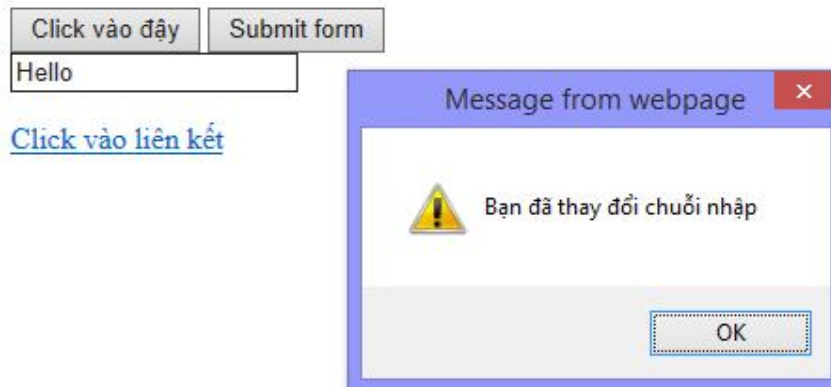 Click vào đậy
Submit form
Hello
Click vào liên kết
Message from webpage
Bạn đã thay đổi chuỗi nhập
OK